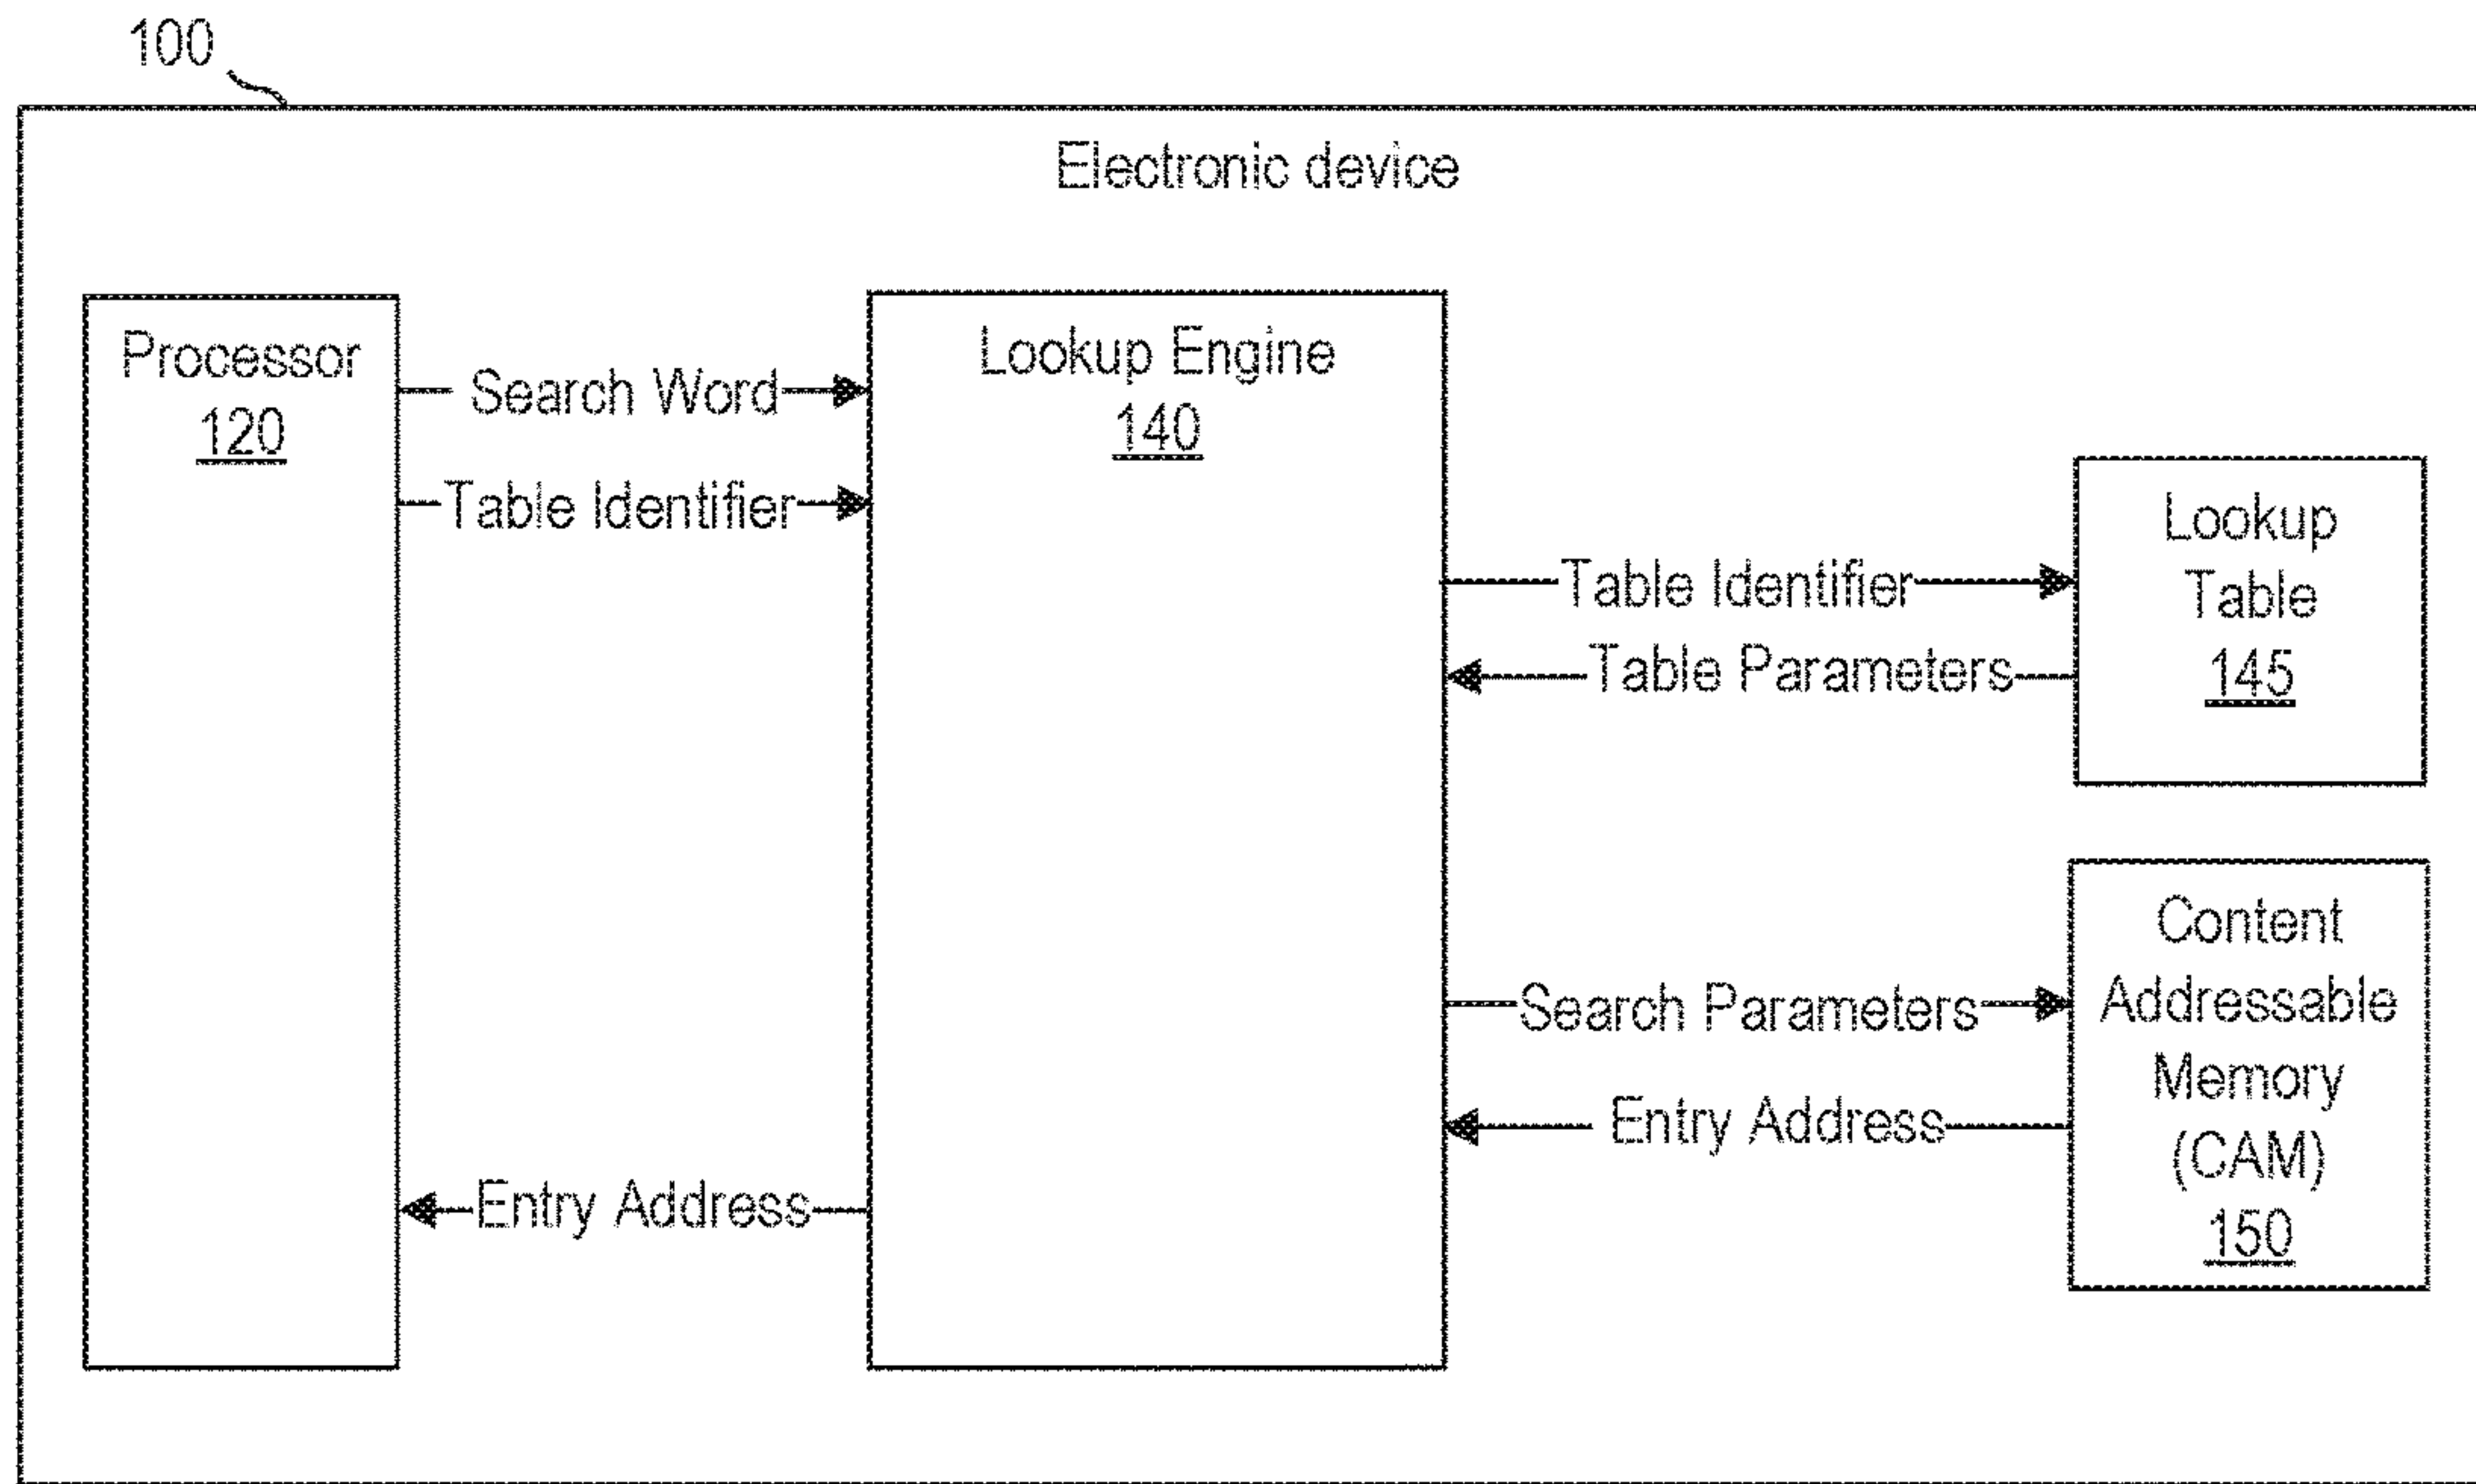 100
Electronic device
Processor
120
Search Word
Table Identifier
Lookup Engine
140
Table Identifier
Table Parameters
Lookup
Table
145
Search Parameters
Entry Address
Content
Addressable
Memory
(CAM)
150
Entry Address